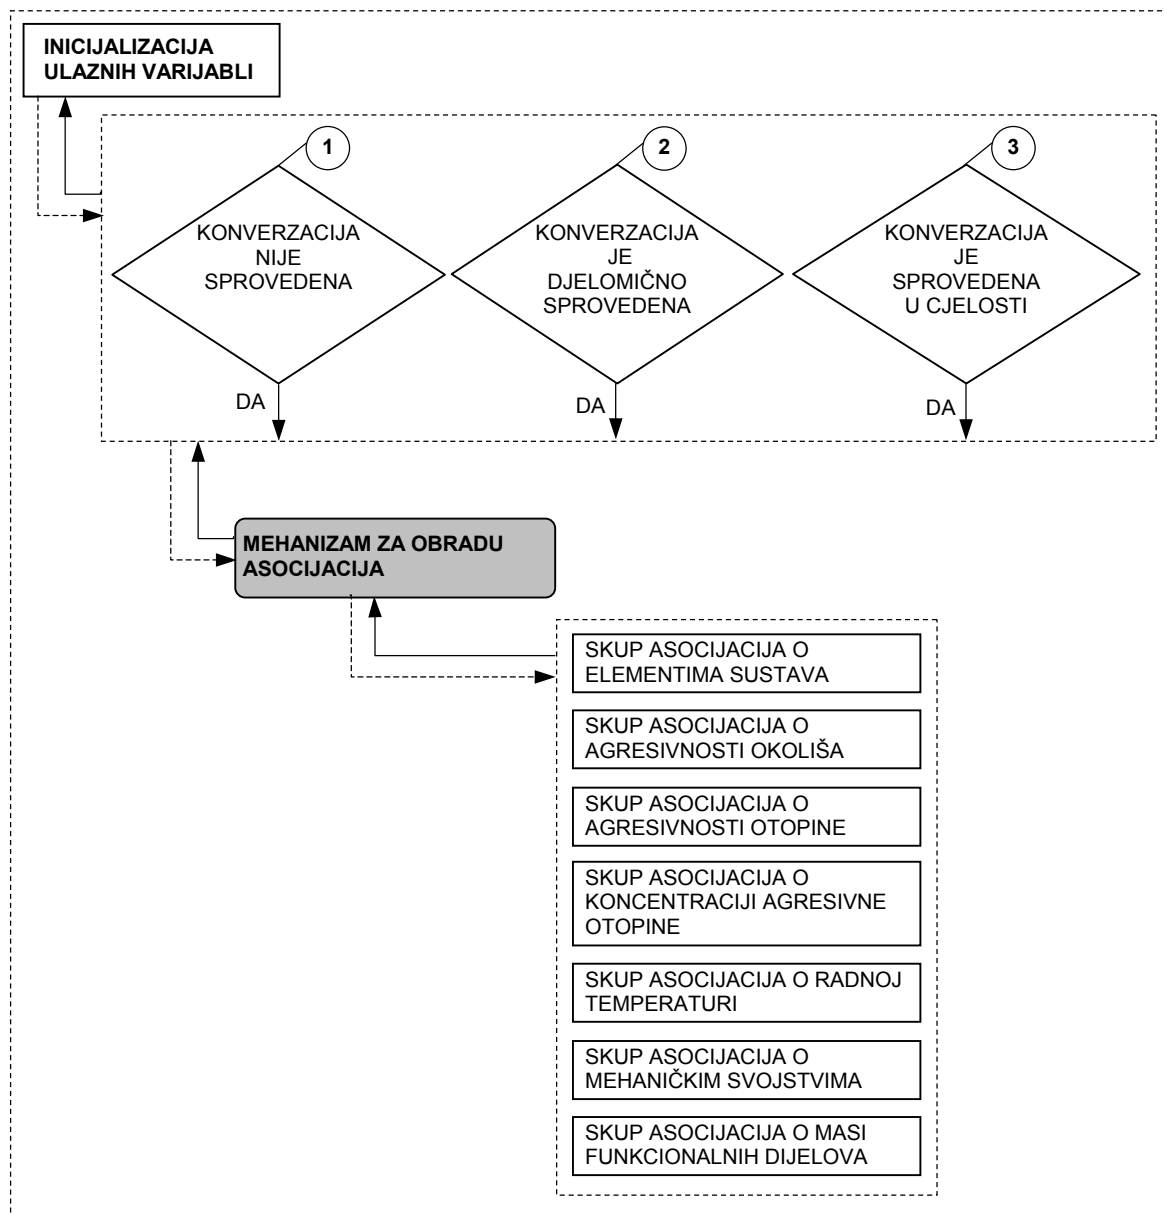 INICIJALIZACIJA
ULAZNIH VARIJABLI
1
KONVERZACIJA
NIJE
SPROVEDENA
DA
2
KONVERZACIJA
JE
DJELOMIČNO
SPROVEDENA
DA
3
KONVERZACIJA
JE
SPROVEDENA
U CJELOSTI
DA
MEHANIZAM ZA OBRADU
ASOCIJACIJA
SKUP ASOCIJACIJA O
ELEMENTIMA SUSTAVA
SKUP ASOCIJACIJA O
AGRESIVNOSTI OKOLIŠA
SKUP ASOCIJACIJA O
AGRESIVNOSTI OTOPINE
SKUP ASOCIJACIJA O
KONCENTRACIJI AGRESIVNE
OTOPINE
SKUP ASOCIJACIJA O RADNOJ
TEMPERATURI
SKUP ASOCIJACIJA O
MEHANIČKIM SVOJSTVIMA
SKUP ASOCIJACIJA O MASI
FUNKCIONALNIH DIJELOVA